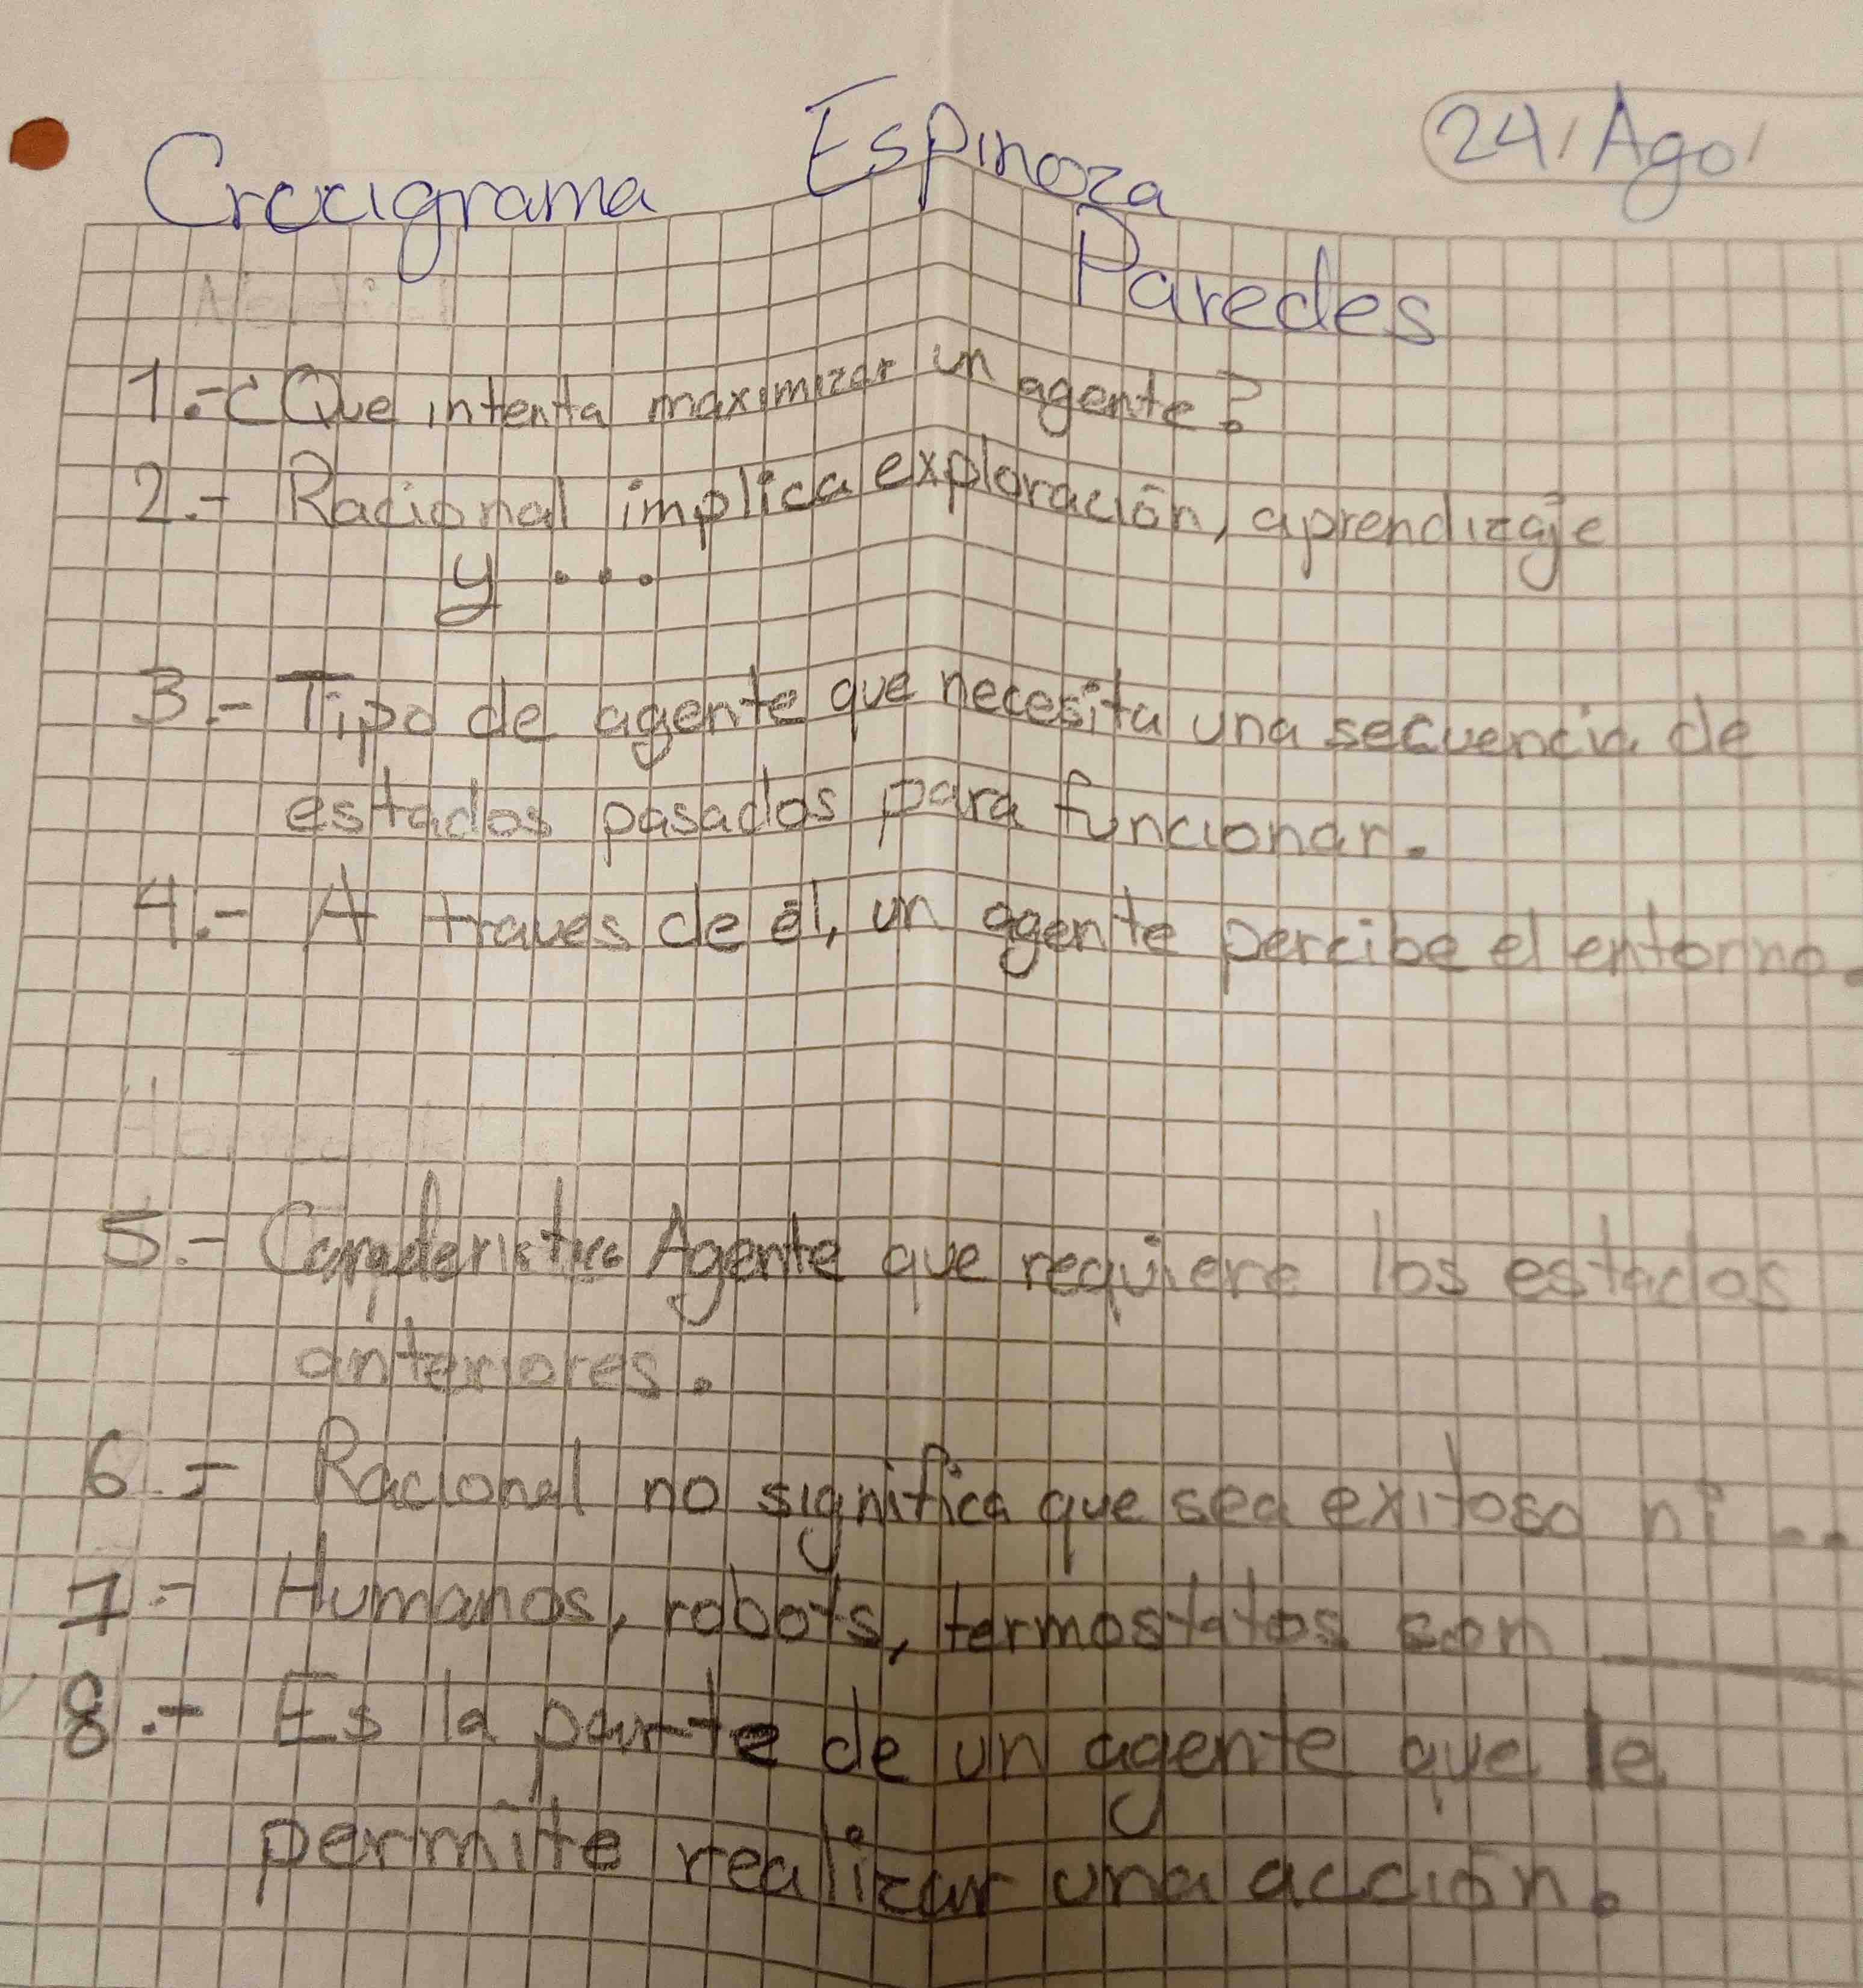 Crucigrama Espinoza
Paredes
24/Ago/
1.-¿Que intenta maximizar un agente?
2.- Racional implica exploración, aprendizaje
y ...
3.- Tipo de agente que necesita una secuencia de
estados pasados para funcionar.
4.- A traves de él, un agente percibe el entorno.
5.- Agente que requiere los estados
anteriores.
6.- Racional no significa que sea exitoso ni ..
7.- Humanos, robots, termostatos son
8.- Es la parte de un agente que le
permite realizar una acción.